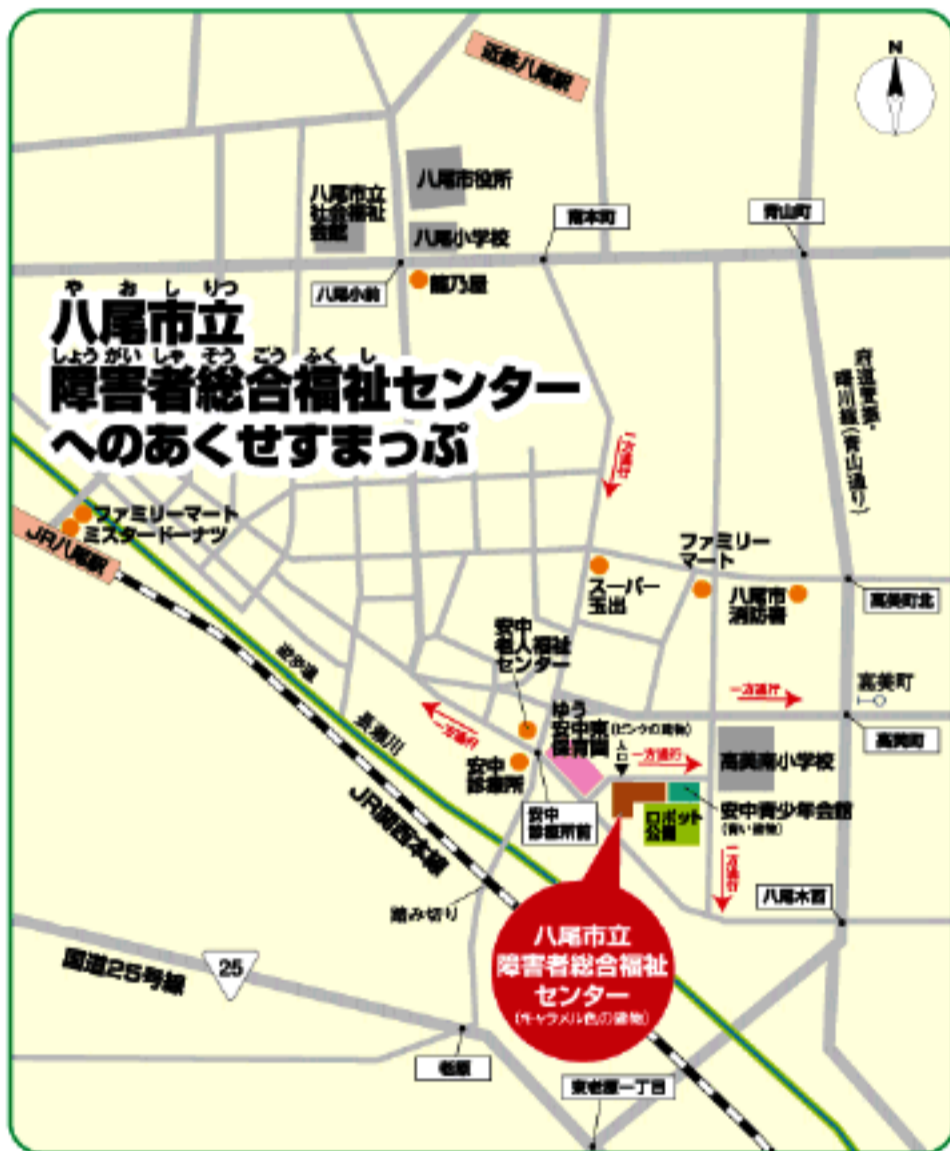 近鉄八尾駅
N
八尾市役所
八尾市立
社会福祉
会館
八尾小学校
南本町
青山町
八尾小前
龍乃屋
や お し りつ
八尾市立
しょう がい しゃ そう ごう ふく し
障害者総合福祉センター
へのあくせすまっぷ
(青山通り)
一方通行
ファミリーマート
ミスタードーナツ
JR八尾駅
ファミリー
マート
スーパー
玉出
八尾市
消防署
高美町北
安中
老人福祉
センター
遊歩道
長瀬川
一方通行
高美町
一方通行
高美町
ゆう
安中東
保育園
(ピンクの建物)
入口
一方通行
高美南小学校
安中
診療所
安中
診療所前
ロボット
公園
安中青少年会館
(青い建物)
一方通行
JR関西本線
踏み切り
八尾木西
八尾市立
障害者総合福祉
センター
(キャラメル色の建物)
国道25号線
25
老原
東老原一丁目